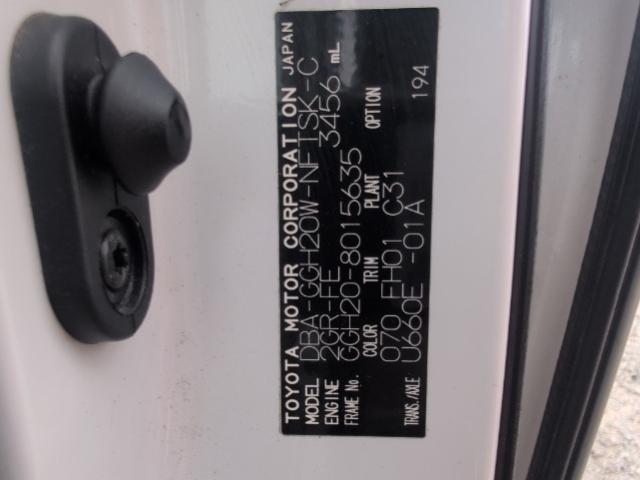 TOYOTA MOTOR CORPORATION JAPAN
MODEL DBA-GGH20W-NFTSK-C
ENGINE 2GR-FE 3456 mL
FRAME No. GGH20-8015635
COLOR TRIM PLANT OPTION
070 FH01 C31
TRANS./AXLE U660E -01A 194